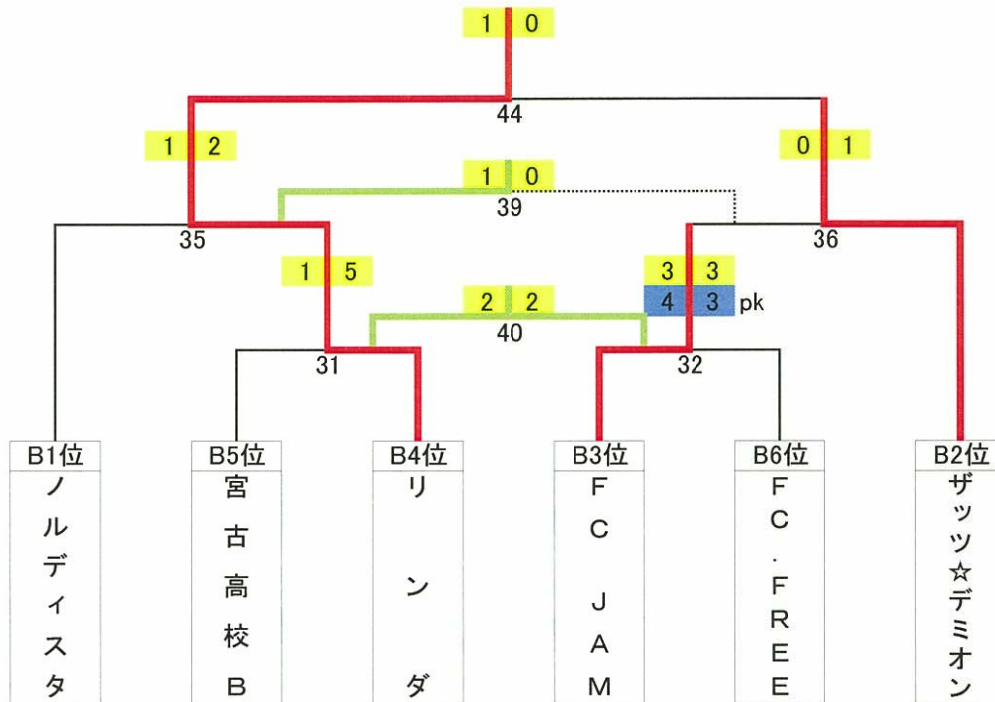 1 0
44
1 2
0 1
1 0
39
35
36
1 5
3 3
2 2
4 3 pk
40
31
32
B1位
B5位
B4位
B3位
B6位
B2位
ノルディスタ
宮古高校B
リンダ
FC JAM
FC.FREE
ザッツ☆デミオン